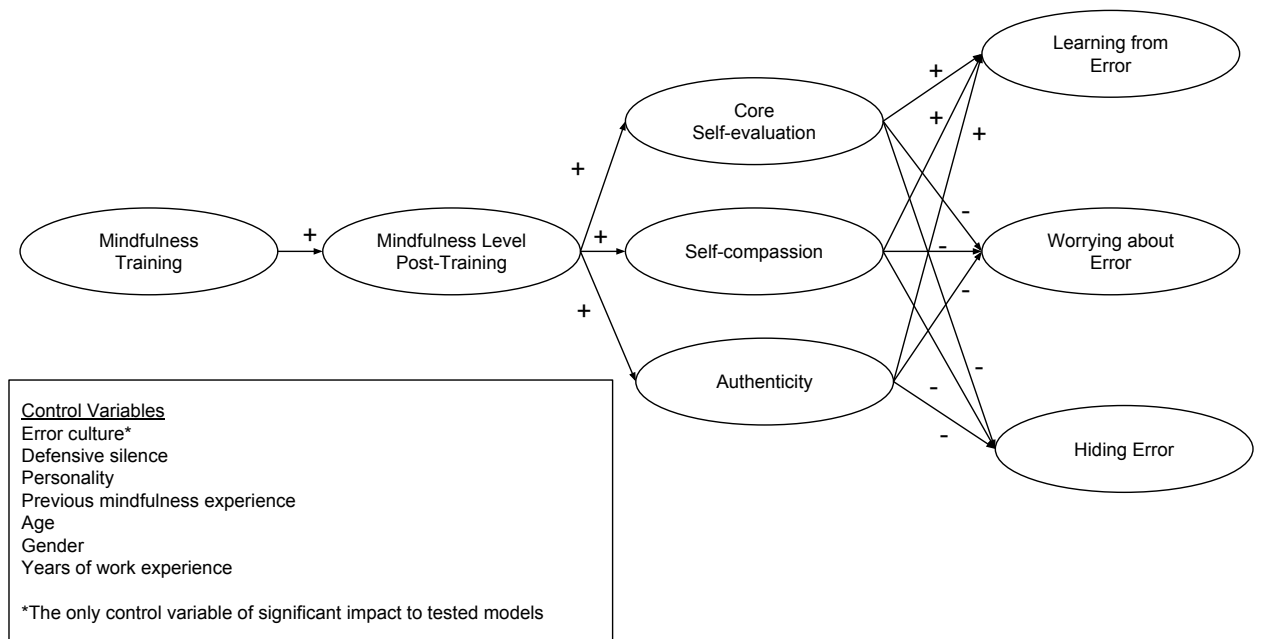 Mindfulness
Training
+
Mindfulness Level
Post-Training
+
+
+
Core
Self-evaluation
Self-compassion
Authenticity
+
+
+
-
-
-
-
-
-
Learning from
Error
Worrying about
Error
Hiding Error
Control Variables
Error culture*
Defensive silence
Personality
Previous mindfulness experience
Age
Gender
Years of work experience
*The only control variable of significant impact to tested models